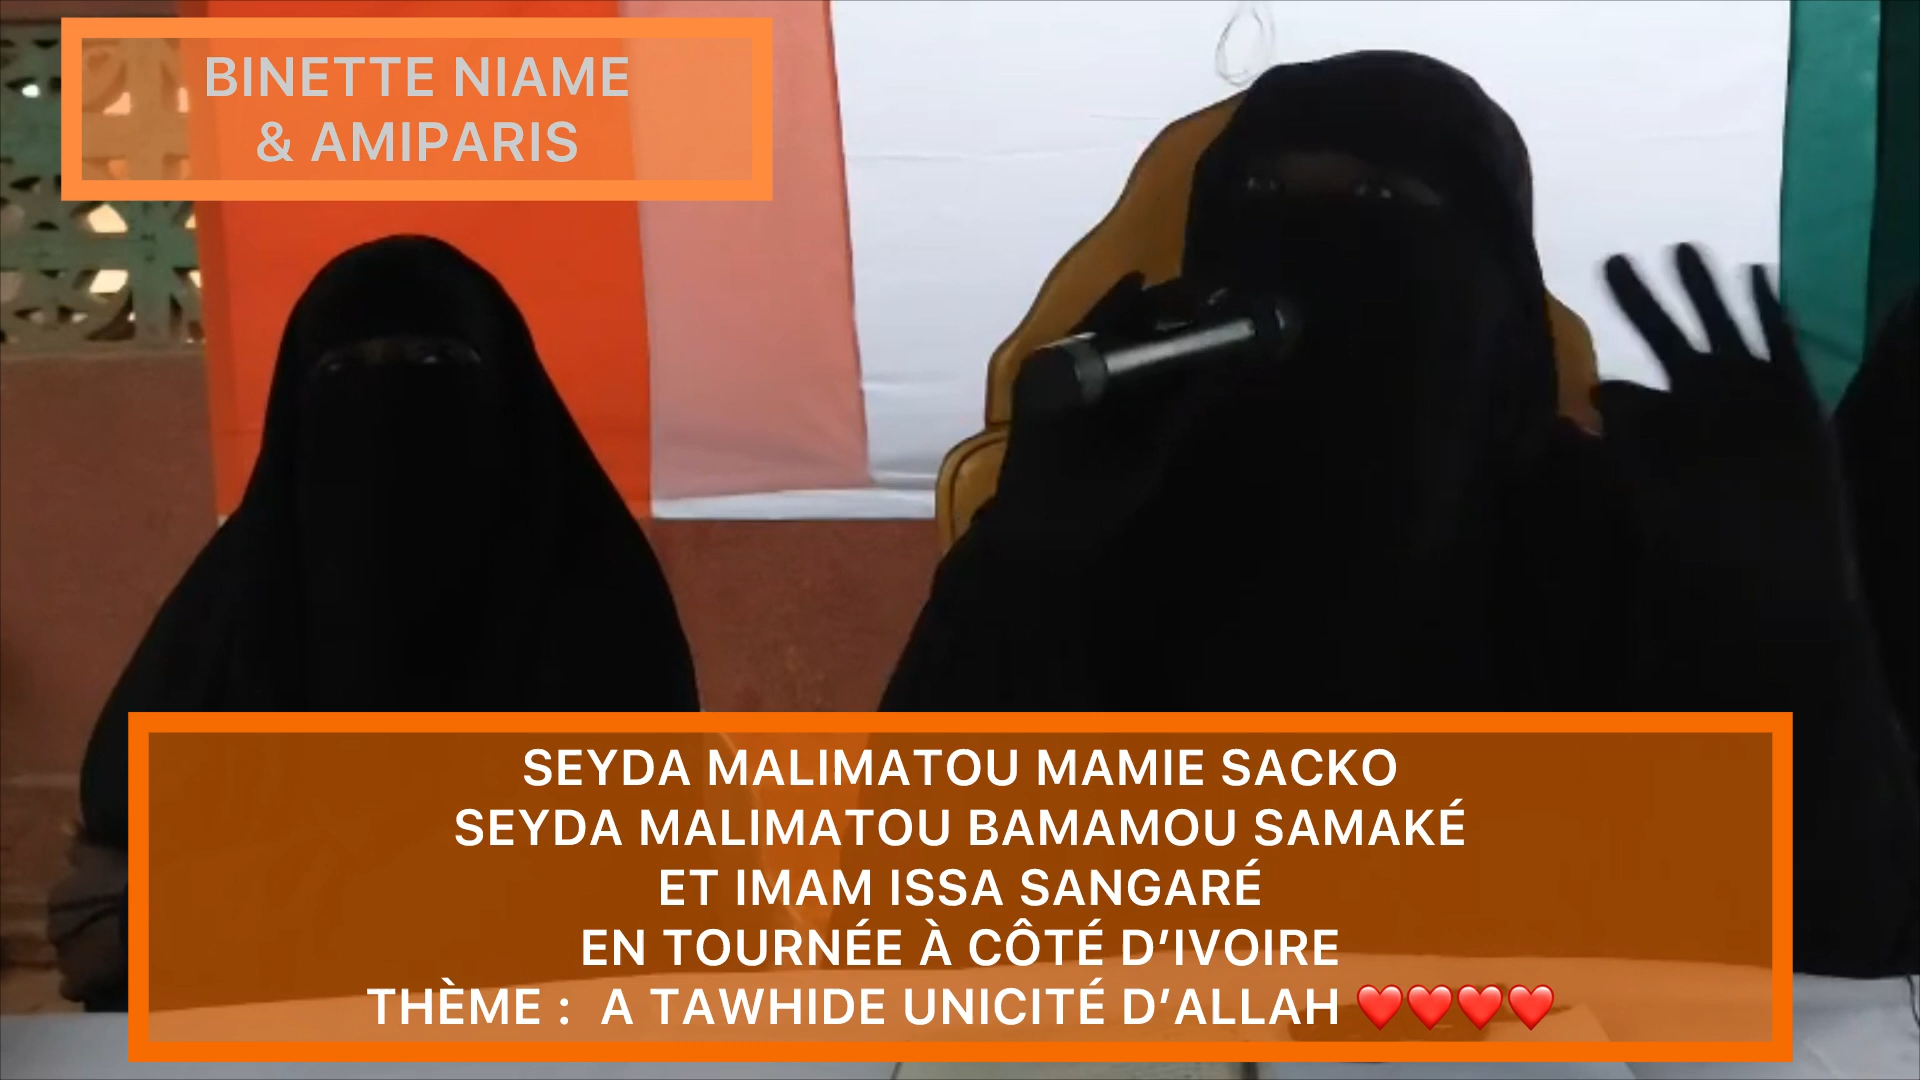 BINETTE NIAME
& AMIPARIS
SEYDA MALIMATOU MAMIE SACKO
SEYDA MALIMATOU BAMAMOU SAMAKÉ
ET IMAM ISSA SANGARÉ
EN TOURNÉE À CÔTÉ D’IVOIRE
THÈME :  A TAWHIDE UNICITÉ D’ALLAH ❤️❤️❤️❤️